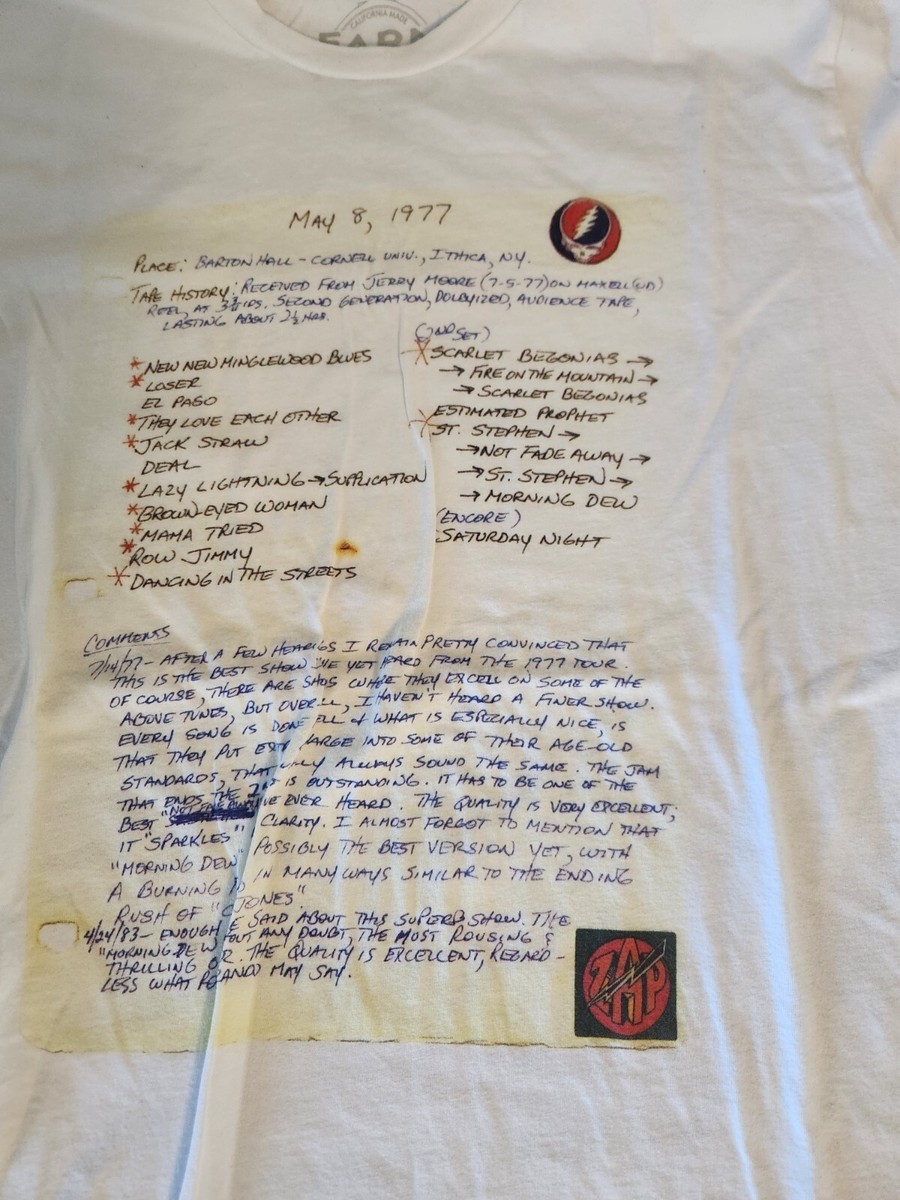 CALIFORNIA MADE
MAY 8, 1977
PLACE: BARTON HALL - CORNELL UNIV., ITHICA, N.Y.
TAPE HISTORY: RECEIVED FROM JERRY MOORE (7-5-77) ON MAXELL (UD)
REEL, AT 3¾ IPS. SECOND GENERATION, DOLBYIZED, AUDIENCE TAPE,
LASTING ABOUT 2½ HRS.
*NEW NEW MINGLEWOOD BLUES
*LOSER
EL PASO
*THEY LOVE EACH OTHER
*JACK STRAW
DEAL
*LAZY LIGHTNING → SUPPLICATION
*BROWN-EYED WOMAN
*MAMA TRIED
*ROW JIMMY
*DANCING IN THE STREETS
(2ND SET)
*SCARLET BEGONIAS →
→ FIRE ON THE MOUNTAIN →
→ SCARLET BEGONIAS
*ESTIMATED PROPHET
ST. STEPHEN →
→ NOT FADE AWAY →
→ ST. STEPHEN →
→ MORNING DEW
(ENCORE)
SATURDAY NIGHT
COMMENTS
7/14/77 - AFTER A FEW HEARIGS I REMAIN PRETTY CONVINCED THAT
THIS IS THE BEST SHOW I'VE YET HEARD FROM THE 1977 TOUR.
OF COURSE, THERE ARE SHOWS WHERE THEY EXCELL ON SOME OF THE
ABOVE TUNES, BUT OVERALL, I HAVEN'T HEARD A FINER SHOW.
EVERY SONG IS DONE & WHAT IS ESPECIALLY NICE, IS
THAT THEY PUT INTO SOME OF THEIR AGE-OLD
STANDARDS, THAT ALWAYS SOUND THE SAME. THE JAM
THAT ENDS THE IS OUTSTANDING. IT HAS TO BE ONE OF THE
BEST "NOT FADE AWAY EVER HEARD. THE QUALITY IS VERY EXCELLENT;
IT "SPARKLES" CLARITY. I ALMOST FORGOT TO MENTION THAT
"MORNING DEW" POSSIBLY THE BEST VERSION YET, WITH
A BURNING IN MANY WAYS SIMILAR TO THE ENDING
RUSH OF "C JONES."
4/24/83 - ENOUGH SAID ABOUT THIS SUPERB SHOW. THE
"MORNING DEW ANY DOUBT, THE MOST ROUSING &
THRILLING THE QUALITY IS EXCELLENT, REGARD-
LESS WHAT MAY SAY.
ZAP